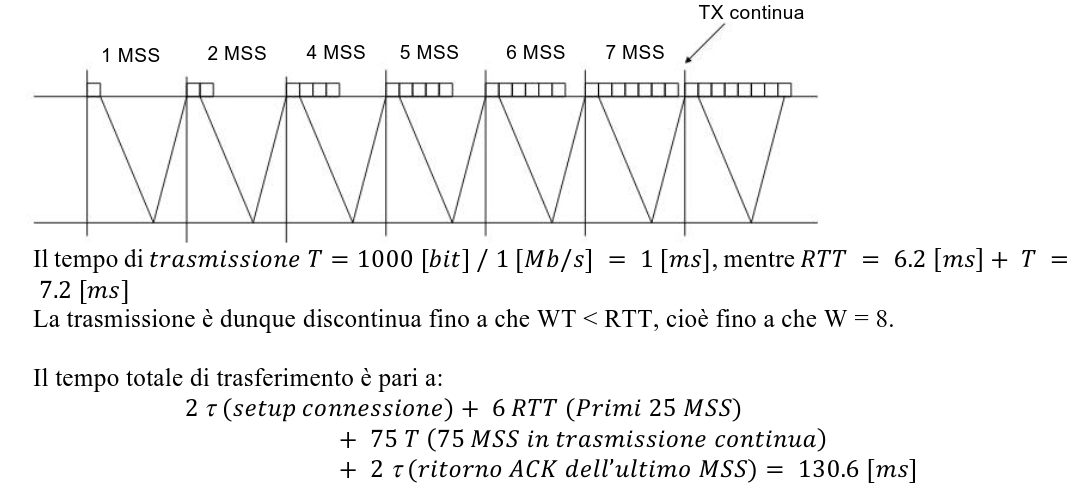 TX continua
1 MSS 2 MSS 4 MSS 5 MSS 6 MSS 7 MSS
Il tempo di trasmissione T = 1000 [bit] / 1 [Mb/s] = 1 [ms], mentre RTT = 6.2 [ms] + T =
7.2 [ms]
La trasmissione è dunque discontinua fino a che WT < RTT, cioè fino a che W = 8.
Il tempo totale di trasferimento è pari a:
2 τ (setup connessione) + 6 RTT (Primi 25 MSS)
+ 75 T (75 MSS in trasmissione continua)
+ 2 τ (ritorno ACK dell'ultimo MSS) = 130.6 [ms]